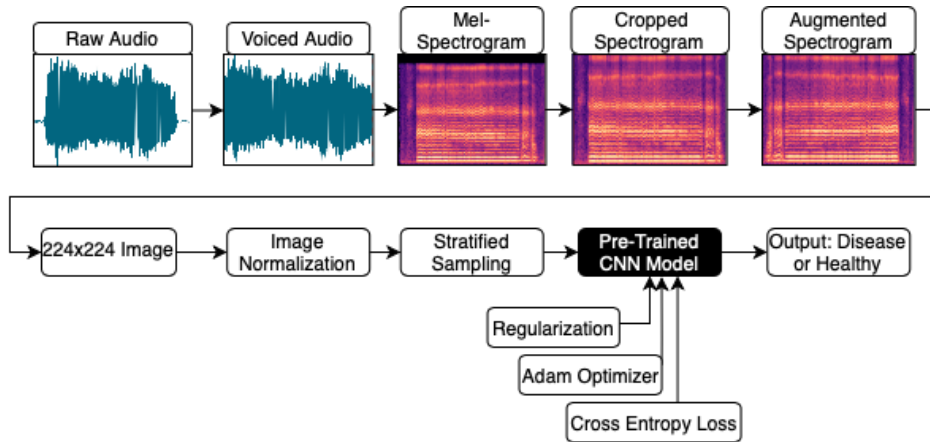 Raw Audio
Voiced Audio
Mel-
Spectrogram
Cropped
Spectrogram
Augmented
Spectrogram
224x224 Image
Image
Normalization
Stratified
Sampling
Pre-Trained
CNN Model
Output: Disease
or Healthy
Regularization
Adam Optimizer
Cross Entropy Loss